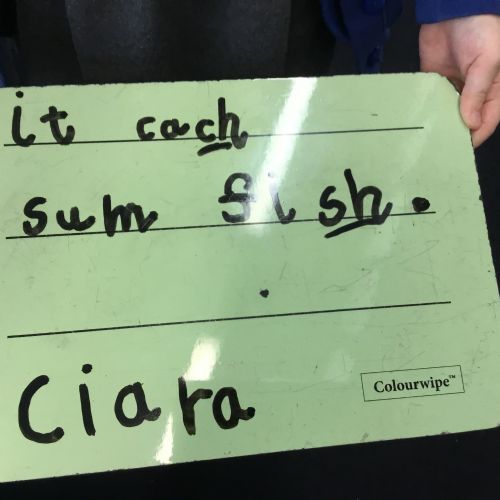 it cach
sum fish.
Ciara
Colourwipe™